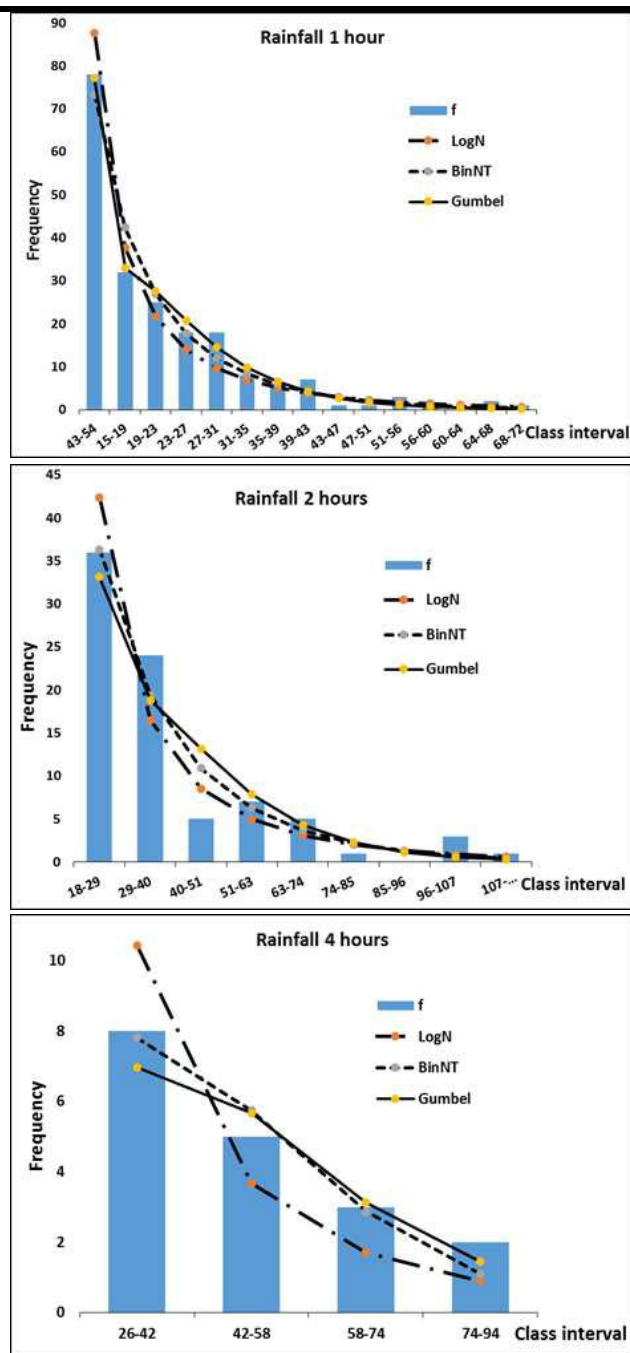 Rainfall 1 hour
90
80
70
60
50
40
30
20
10
0
Frequency
f
LogN
BinNT
Gumbel
43-54 15-19 19-23 23-27 27-31 31-35 35-39 39-43 43-47 47-51 51-56 56-60 60-64 64-68 68-72 Class interval
Rainfall 2 hours
45
40
35
30
25
20
15
10
5
0
Frequency
f
LogN
BinNT
Gumbel
18-29 29-40 40-51 51-63 63-74 74-85 85-96 96-107 107-... Class interval
Rainfall 4 hours
10
8
6
4
2
0
Frequency
f
LogN
BinNT
Gumbel
26-42 42-58 58-74 74-94 Class interval